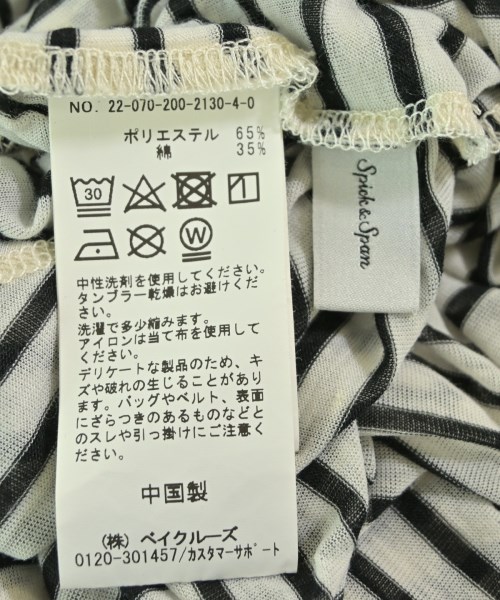 NO. 22-070-200-2130-4-0
ポリエステル 65%
綿 35%
30
1
W
中性洗剤を使用してください。
タンブラー乾燥はお避けくだ
さい。
洗濯で多少縮みます。
アイロンは当て布を使用して
ください。
デリケートな製品のため、キ
ズや破れの生じることがあり
ます。バッグやベルト、表面
にざらつきのあるものなどと
のスレや引っ掛けにご注意く
ださい。
中国製
(株) ベイクルーズ
0120-301457/カスタマーサポート
Spick & Span